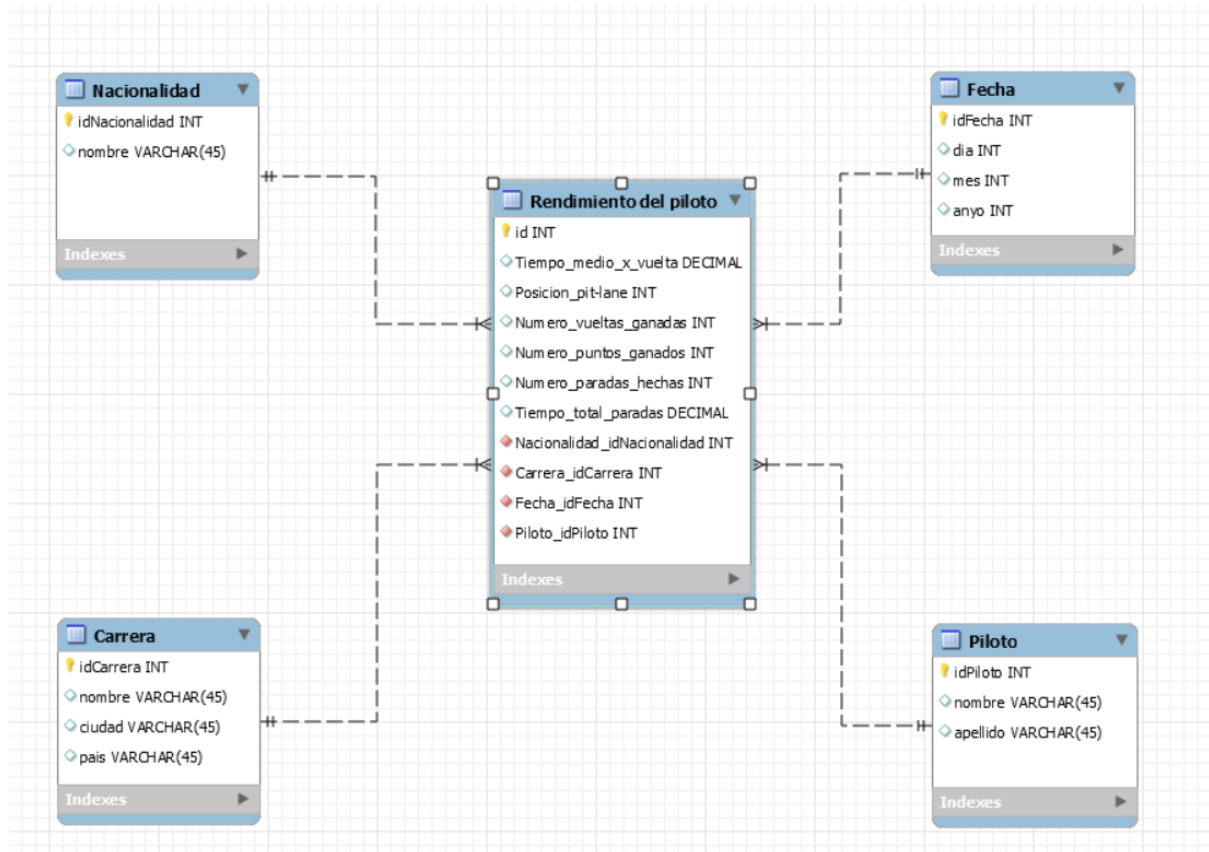 Nacionalidad
idNacionalidad INT
nombre VARCHAR(45)
Indexes
Fecha
idFecha INT
dia INT
mes INT
anyo INT
Indexes
Rendimiento del piloto
id INT
Tiempo_medio_x_vuelta DECIMAL
Posicion_pit-lane INT
Numero_vueltas_ganadas INT
Numero_puntos_ganados INT
Numero_paradas_hechas INT
Tiempo_total_paradas DECIMAL
Nacionalidad_idNacionalidad INT
Carrera_idCarrera INT
Fecha_idFecha INT
Piloto_idPiloto INT
Indexes
Carrera
idCarrera INT
nombre VARCHAR(45)
ciudad VARCHAR(45)
pais VARCHAR(45)
Indexes
Piloto
idPiloto INT
nombre VARCHAR(45)
apellido VARCHAR(45)
Indexes